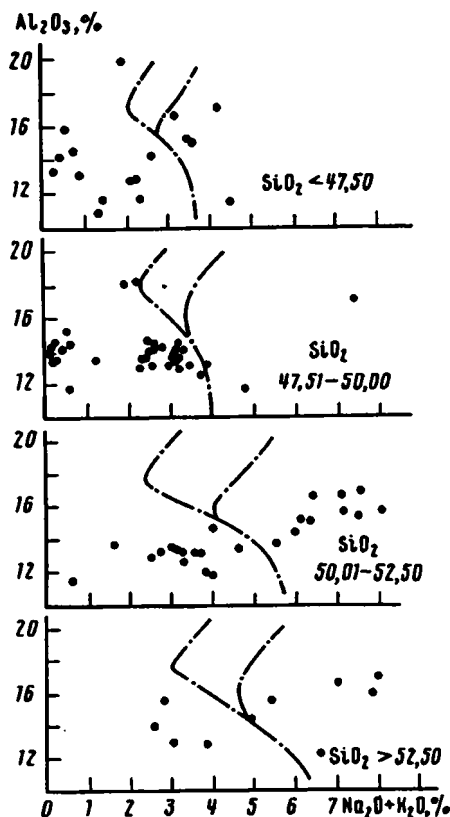 Al₂O₃,%
20
16
12
SiO₂ <47,50
20
16
12
SiO₂
47,51–50,00
20
16
12
SiO₂
50,01–52,50
20
16
12
SiO₂ >52,50
0 1 2 3 4 5 6 7 Na₂O+K₂O,%